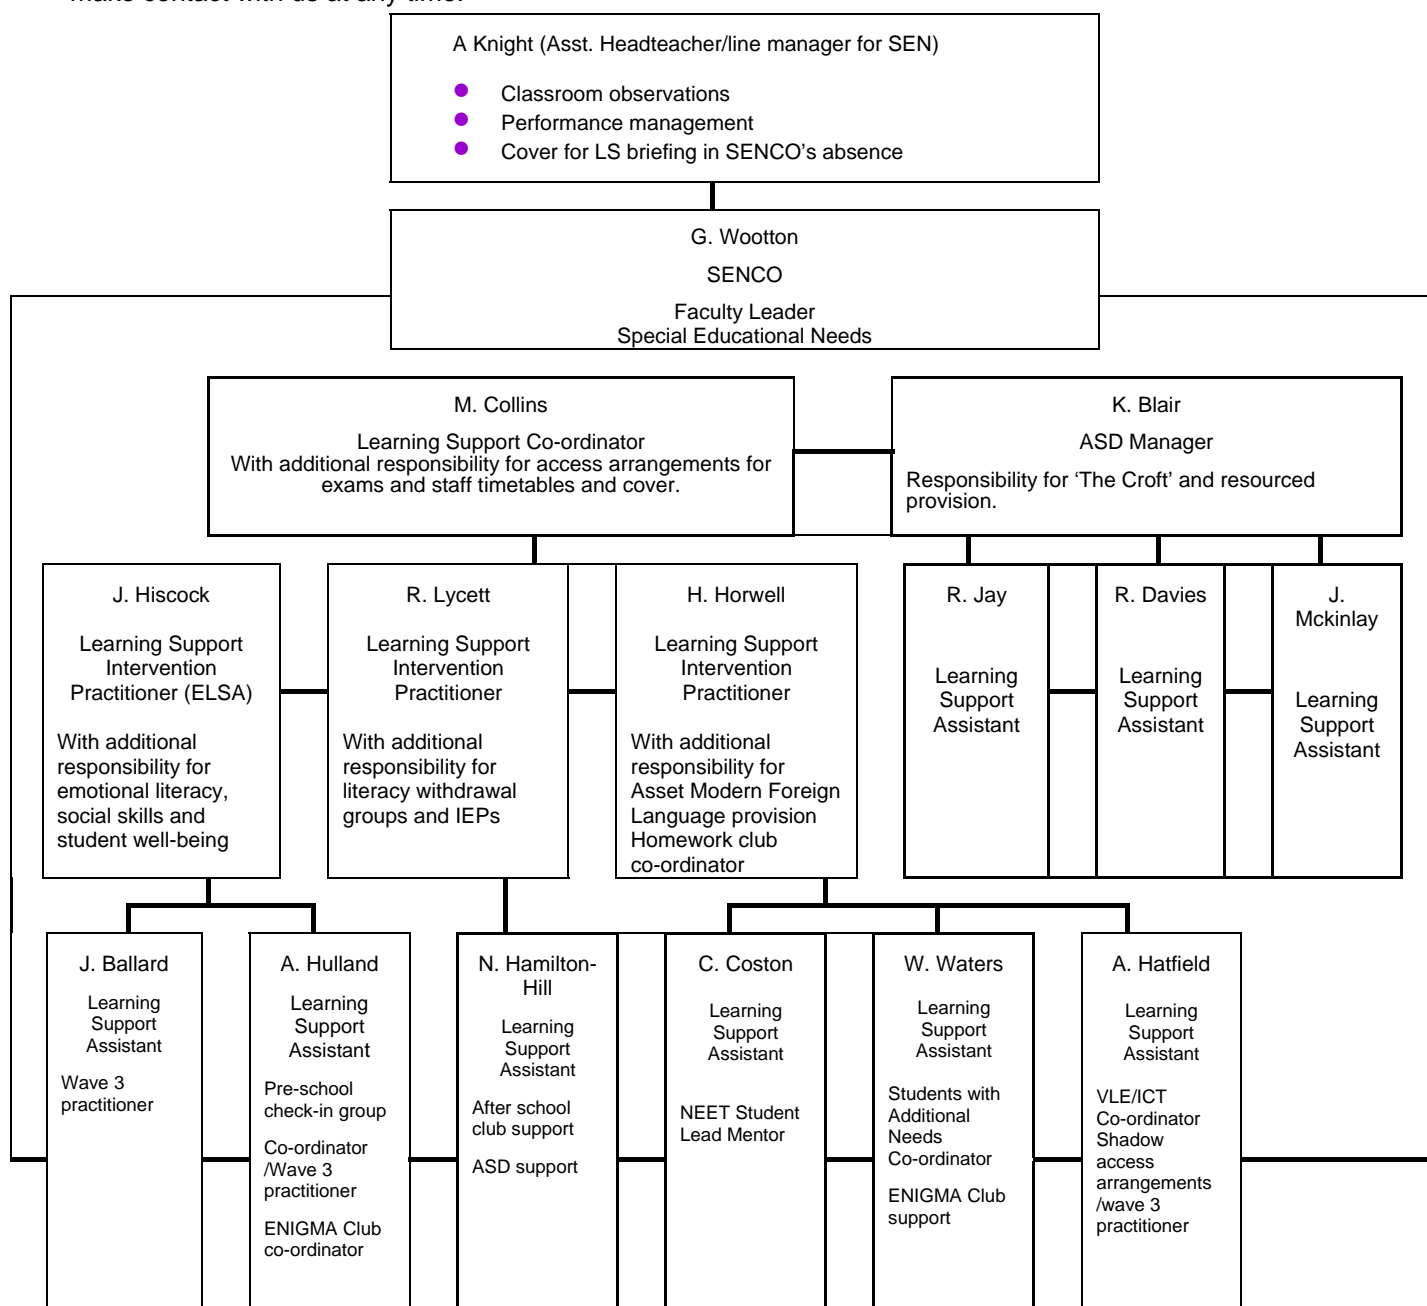 make contact with us at any time.
A Knight (Asst. Headteacher/line manager for SEN)
● Classroom observations
● Performance management
● Cover for LS briefing in SENCO's absence
G. Wootton
SENCO
Faculty Leader
Special Educational Needs
M. Collins
Learning Support Co-ordinator
With additional responsibility for access arrangements for
exams and staff timetables and cover.
K. Blair
ASD Manager
Responsibility for ‘The Croft’ and resourced
provision.
J. Hiscock
Learning Support
Intervention
Practitioner (ELSA)
With additional
responsibility for
emotional literacy,
social skills and
student well-being
R. Lycett
Learning Support
Intervention
Practitioner
With additional
responsibility for
literacy withdrawal
groups and IEPs
H. Horwell
Learning Support
Intervention
Practitioner
With additional
responsibility for
Asset Modern Foreign
Language provision
Homework club
co-ordinator
R. Jay
Learning
Support
Assistant
R. Davies
Learning
Support
Assistant
J.
Mckinlay
Learning
Support
Assistant
J. Ballard
Learning
Support
Assistant
Wave 3
practitioner
A. Hulland
Learning
Support
Assistant
Pre-school
check-in group
Co-ordinator
/Wave 3
practitioner
ENIGMA Club
co-ordinator
N. Hamilton-
Hill
Learning
Support
Assistant
After school
club support
ASD support
C. Coston
Learning
Support
Assistant
NEET Student
Lead Mentor
W. Waters
Learning
Support
Assistant
Students with
Additional
Needs
Co-ordinator
ENIGMA Club
support
A. Hatfield
Learning
Support
Assistant
VLE/ICT
Co-ordinator
Shadow
access
arrangements
/wave 3
practitioner